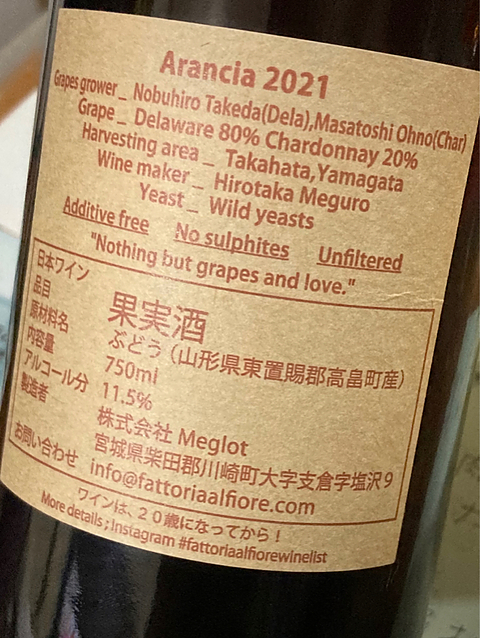 Arancia 2021
Grapes grower_ Nobuhiro Takeda(Dela),Masatoshi Ohno(Char)
Grape_ Delaware 80% Chardonnay 20%
Harvesting area_ Takahata,Yamagata
Wine maker_ Hirotaka Meguro
Yeast_ Wild yeasts
Additive free No sulphites Unfiltered
"Nothing but grapes and love."
日本ワイン
品目 果実酒
原材料名 ぶどう(山形県東置賜郡高畠町産)
内容量 750ml
アルコール分 11.5%
製造者 株式会社 Meglot
宮城県柴田郡川崎町大字支倉字塩沢9
お問い合わせ info@fattoriaalfiore.com
ワインは、20歳になってから!
More details ; Instagram #fattoriaalfiorewinelist